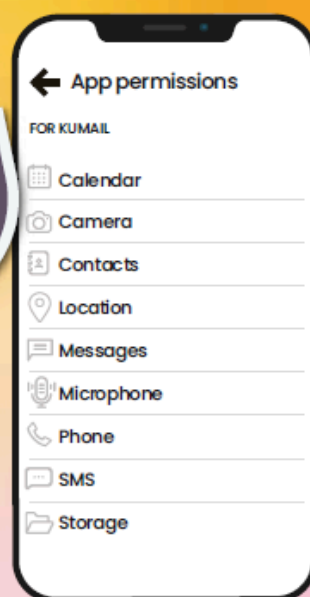 App permissions
FOR KUMAIL
Calendar
Camera
Contacts
Location
Messages
Microphone
Phone
SMS
Storage